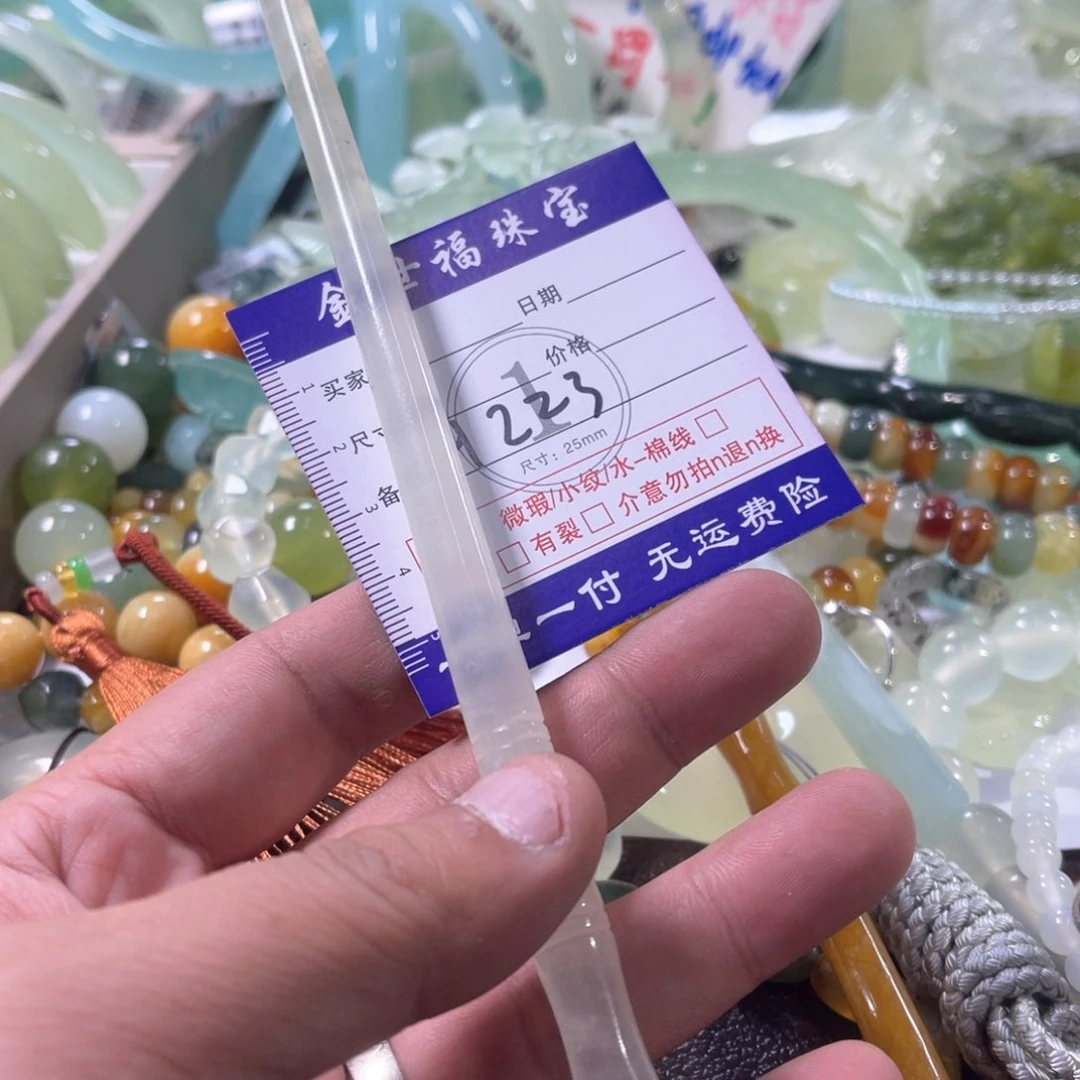 金 世福珠宝
日期
买家
价格
1
223
尺寸
尺寸：25mm
备
微瑕/小纹/水-棉线
有裂 介意勿拍n退n换
一付 无运费险